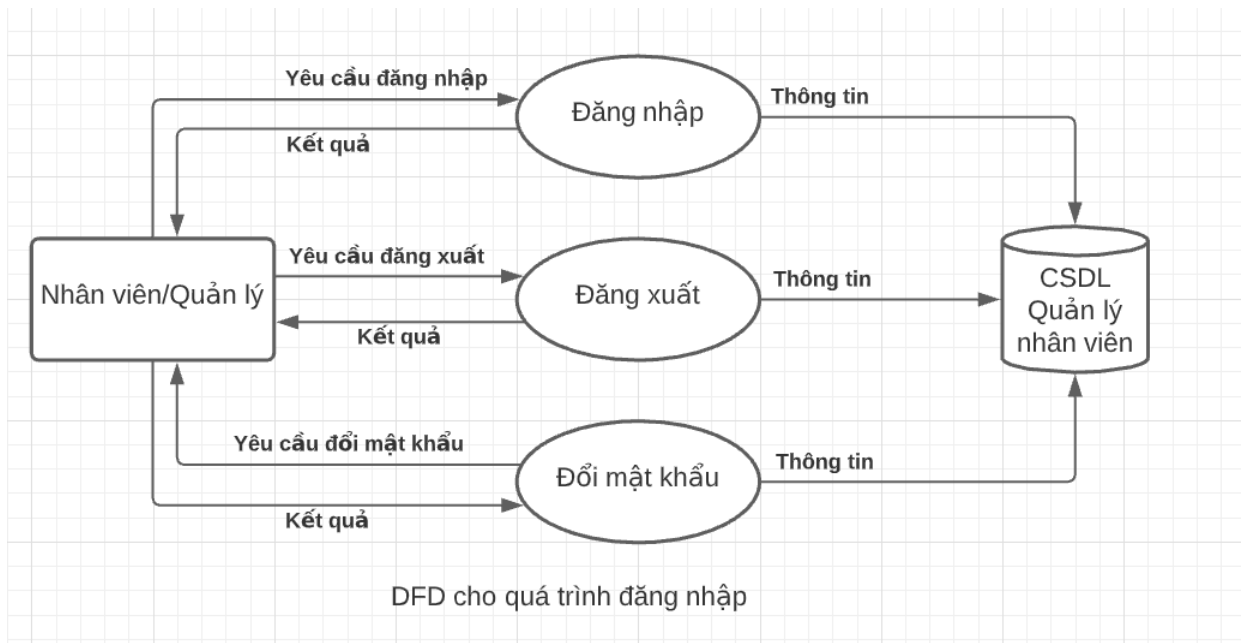 Yêu cầu đăng nhập
Đăng nhập
Thông tin
Kết quả
Nhân viên/Quản lý
Yêu cầu đăng xuất
Đăng xuất
Thông tin
Kết quả
CSDL
Quản lý
nhân viên
Yêu cầu đổi mật khẩu
Đổi mật khẩu
Thông tin
Kết quả
DFD cho quá trình đăng nhập